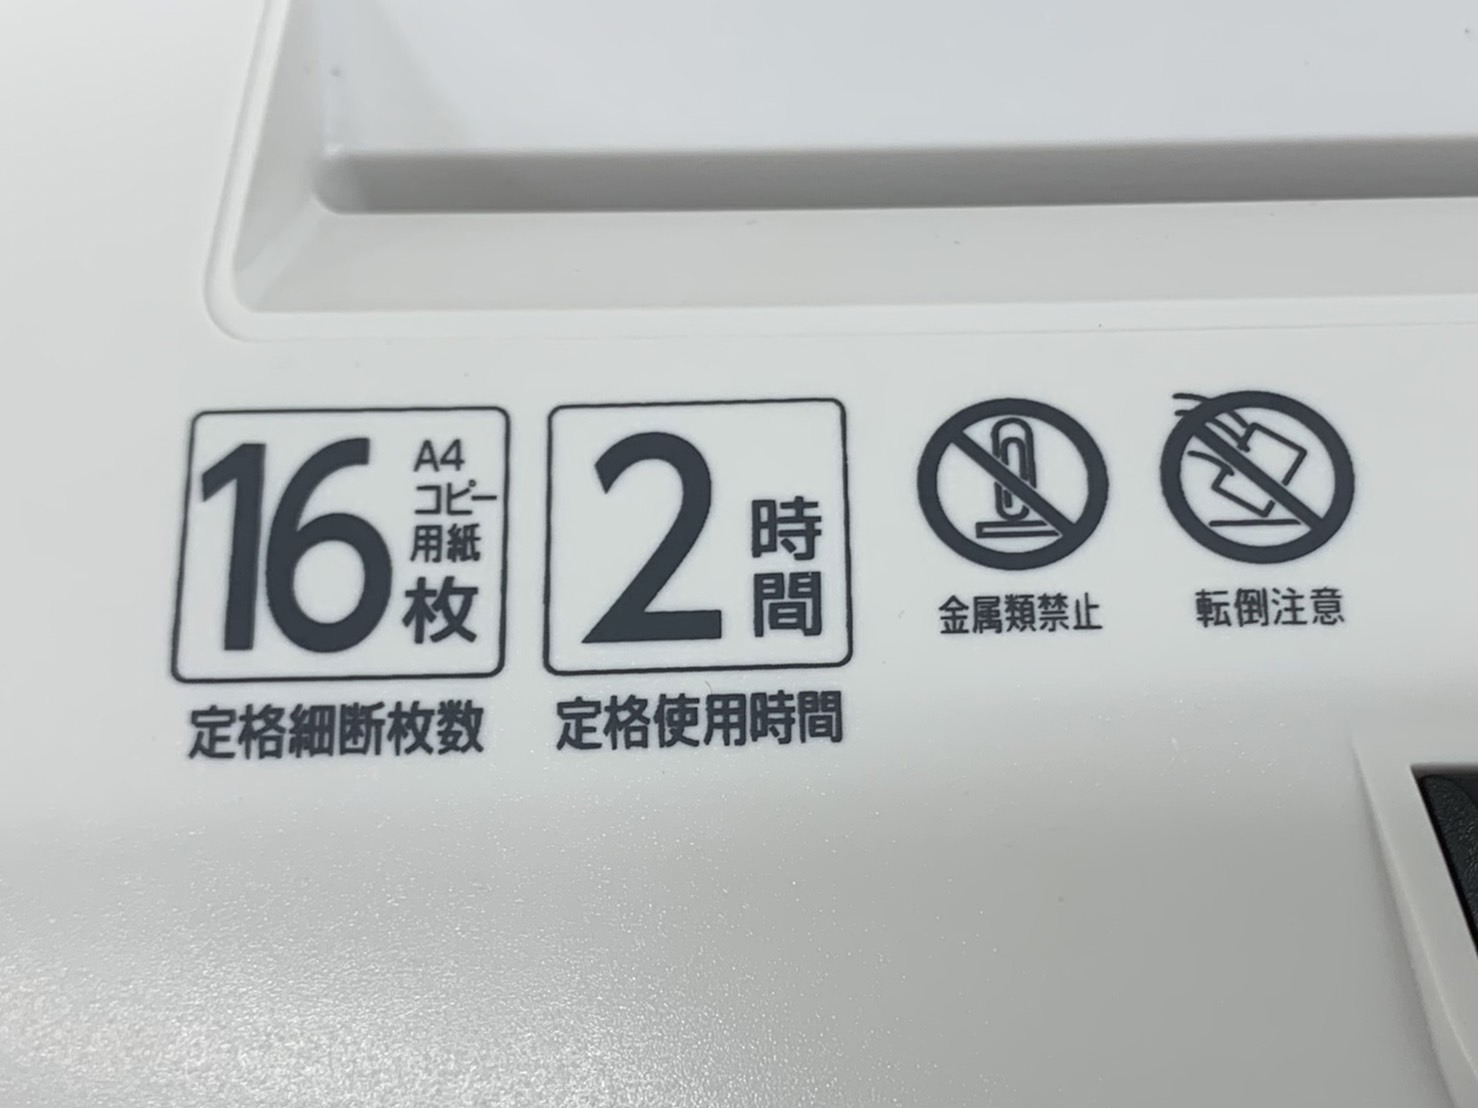 16 A4
コピー
用紙
枚
定格細断枚数
2 時
間
定格使用時間
金属類禁止
転倒注意